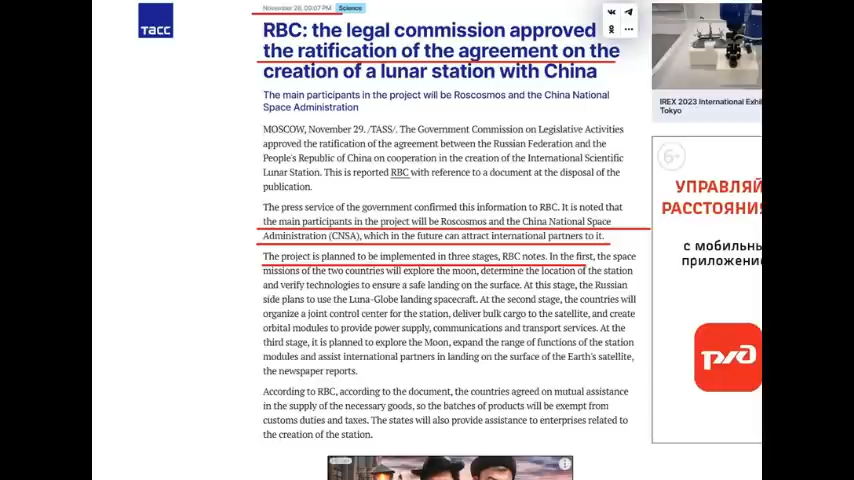 ТАСС
November 28, 09:07 PM Science
RBC: the legal commission approved
the ratification of the agreement on the
creation of a lunar station with China
The main participants in the project will be Roscosmos and the China National
Space Administration
MOSCOW, November 29. /TASS/. The Government Commission on Legislative Activities
approved the ratification of the agreement between the Russian Federation and the
People's Republic of China on cooperation in the creation of the International Scientific
Lunar Station. This is reported RBC with reference to a document at the disposal of the
publication.
The press service of the government confirmed this information to RBC. It is noted that
the main participants in the project will be Roscosmos and the China National Space
Administration (CNSA), which in the future can attract international partners to it.
The project is planned to be implemented in three stages, RBC notes. In the first, the space
missions of the two countries will explore the moon, determine the location of the station
and verify technologies to ensure a safe landing on the surface. At this stage, the Russian
side plans to use the Luna-Globe landing spacecraft. At the second stage, the countries will
organize a joint control center for the station, deliver bulk cargo to the satellite, and create
orbital modules to provide power supply, communications and transport services. At the
third stage, it is planned to explore the Moon, expand the range of functions of the station
modules and assist international partners in landing on the surface of the Earth's satellite,
the newspaper reports.
According to RBC, according to the document, the countries agreed on mutual assistance
in the supply of the necessary goods, so the batches of products will be exempt from
customs duties and taxes. The states will also provide assistance to enterprises related to
the creation of the station.
IREX 2023 International Exhi
Tokyo
6+
УПРАВЛЯЙ
РАССТОЯНИЯ
с мобильны
приложение
ржд